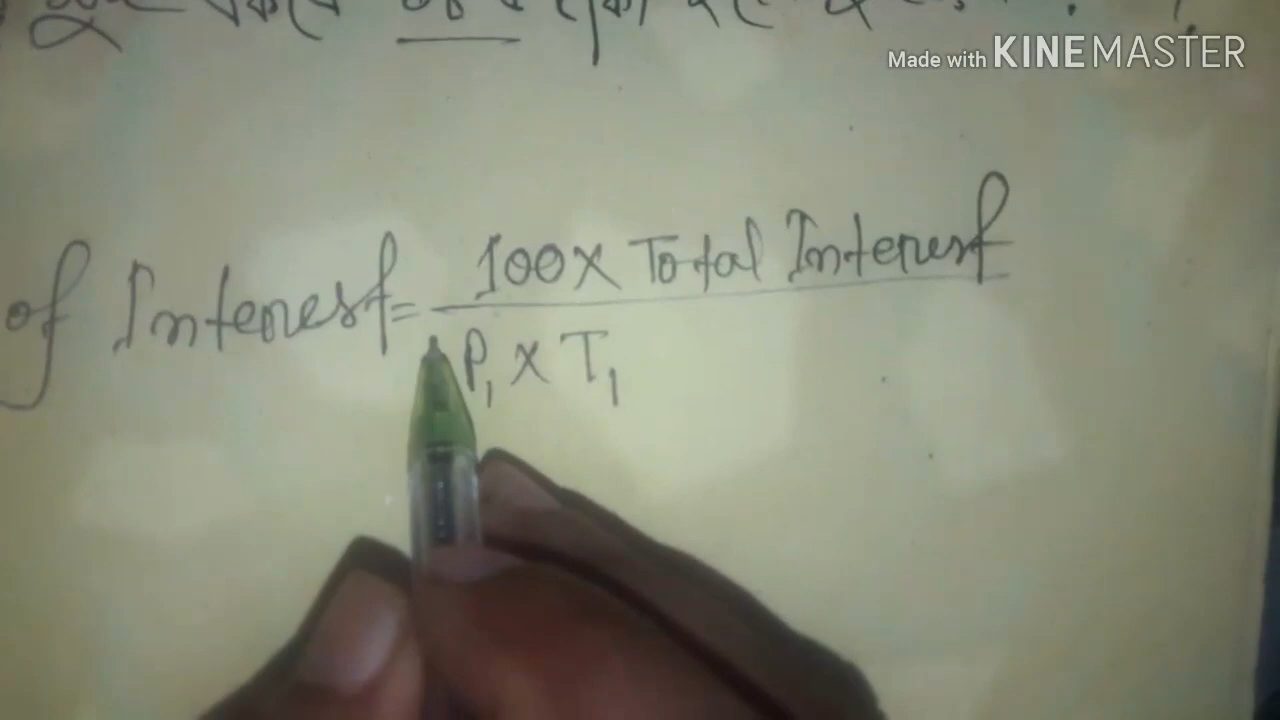 Made with KINEMASTER
of Interest = 100 X Total Interest
P₁ X T₁